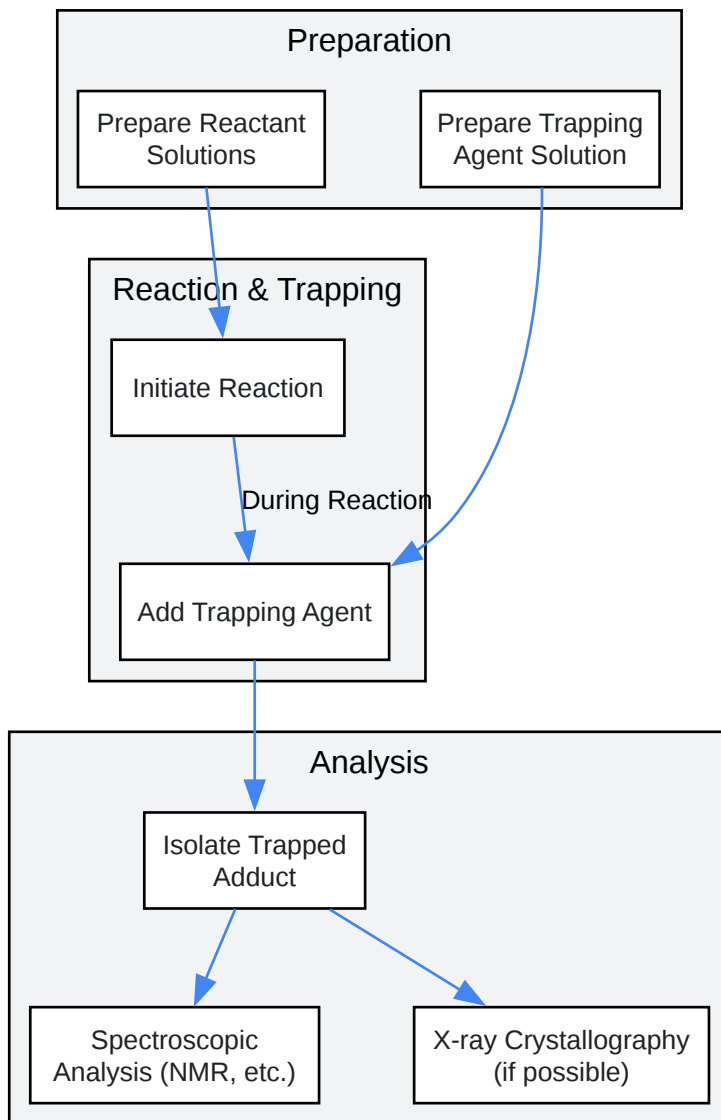 Preparation
Prepare Reactant
Solutions
Prepare Trapping
Agent Solution
Reaction & Trapping
Initiate Reaction
During Reaction
Add Trapping Agent
Analysis
Isolate Trapped
Adduct
Spectroscopic
Analysis (NMR, etc.)
X-ray Crystallography
(if possible)